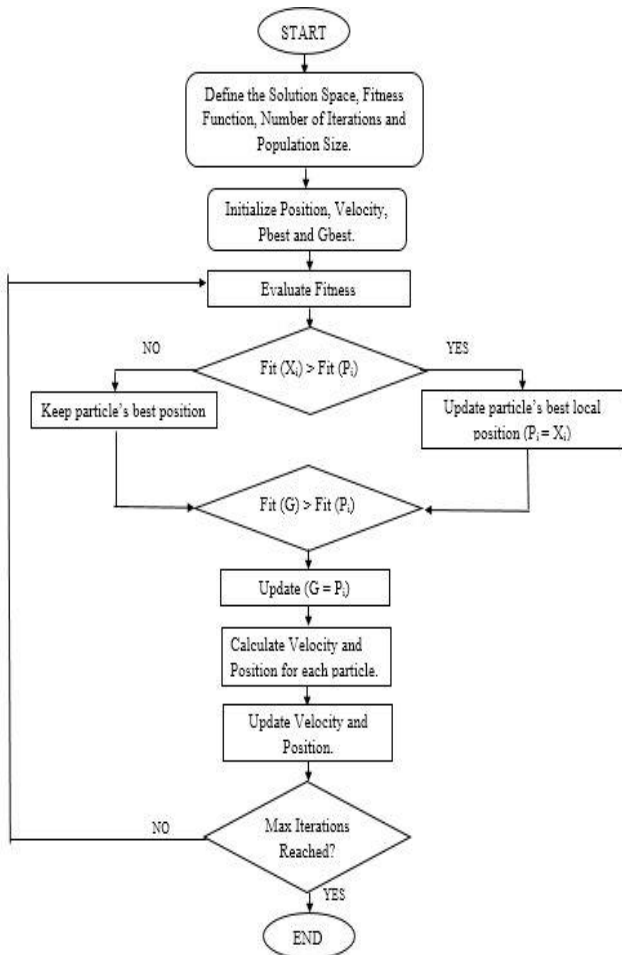 START
Define the Solution Space, Fitness
Function, Number of Iterations and
Population Size.
Initialize Position, Velocity,
Pbest and Gbest.
Evaluate Fitness
NO
YES
Fit (Xᵢ) > Fit (Pᵢ)
Keep particle's best position
Update particle's best local
position (Pᵢ = Xᵢ)
Fit (G) > Fit (Pᵢ)
Update (G = Pᵢ)
Calculate Velocity and
Position for each particle.
Update Velocity and
Position.
NO
Max Iterations
Reached?
YES
END